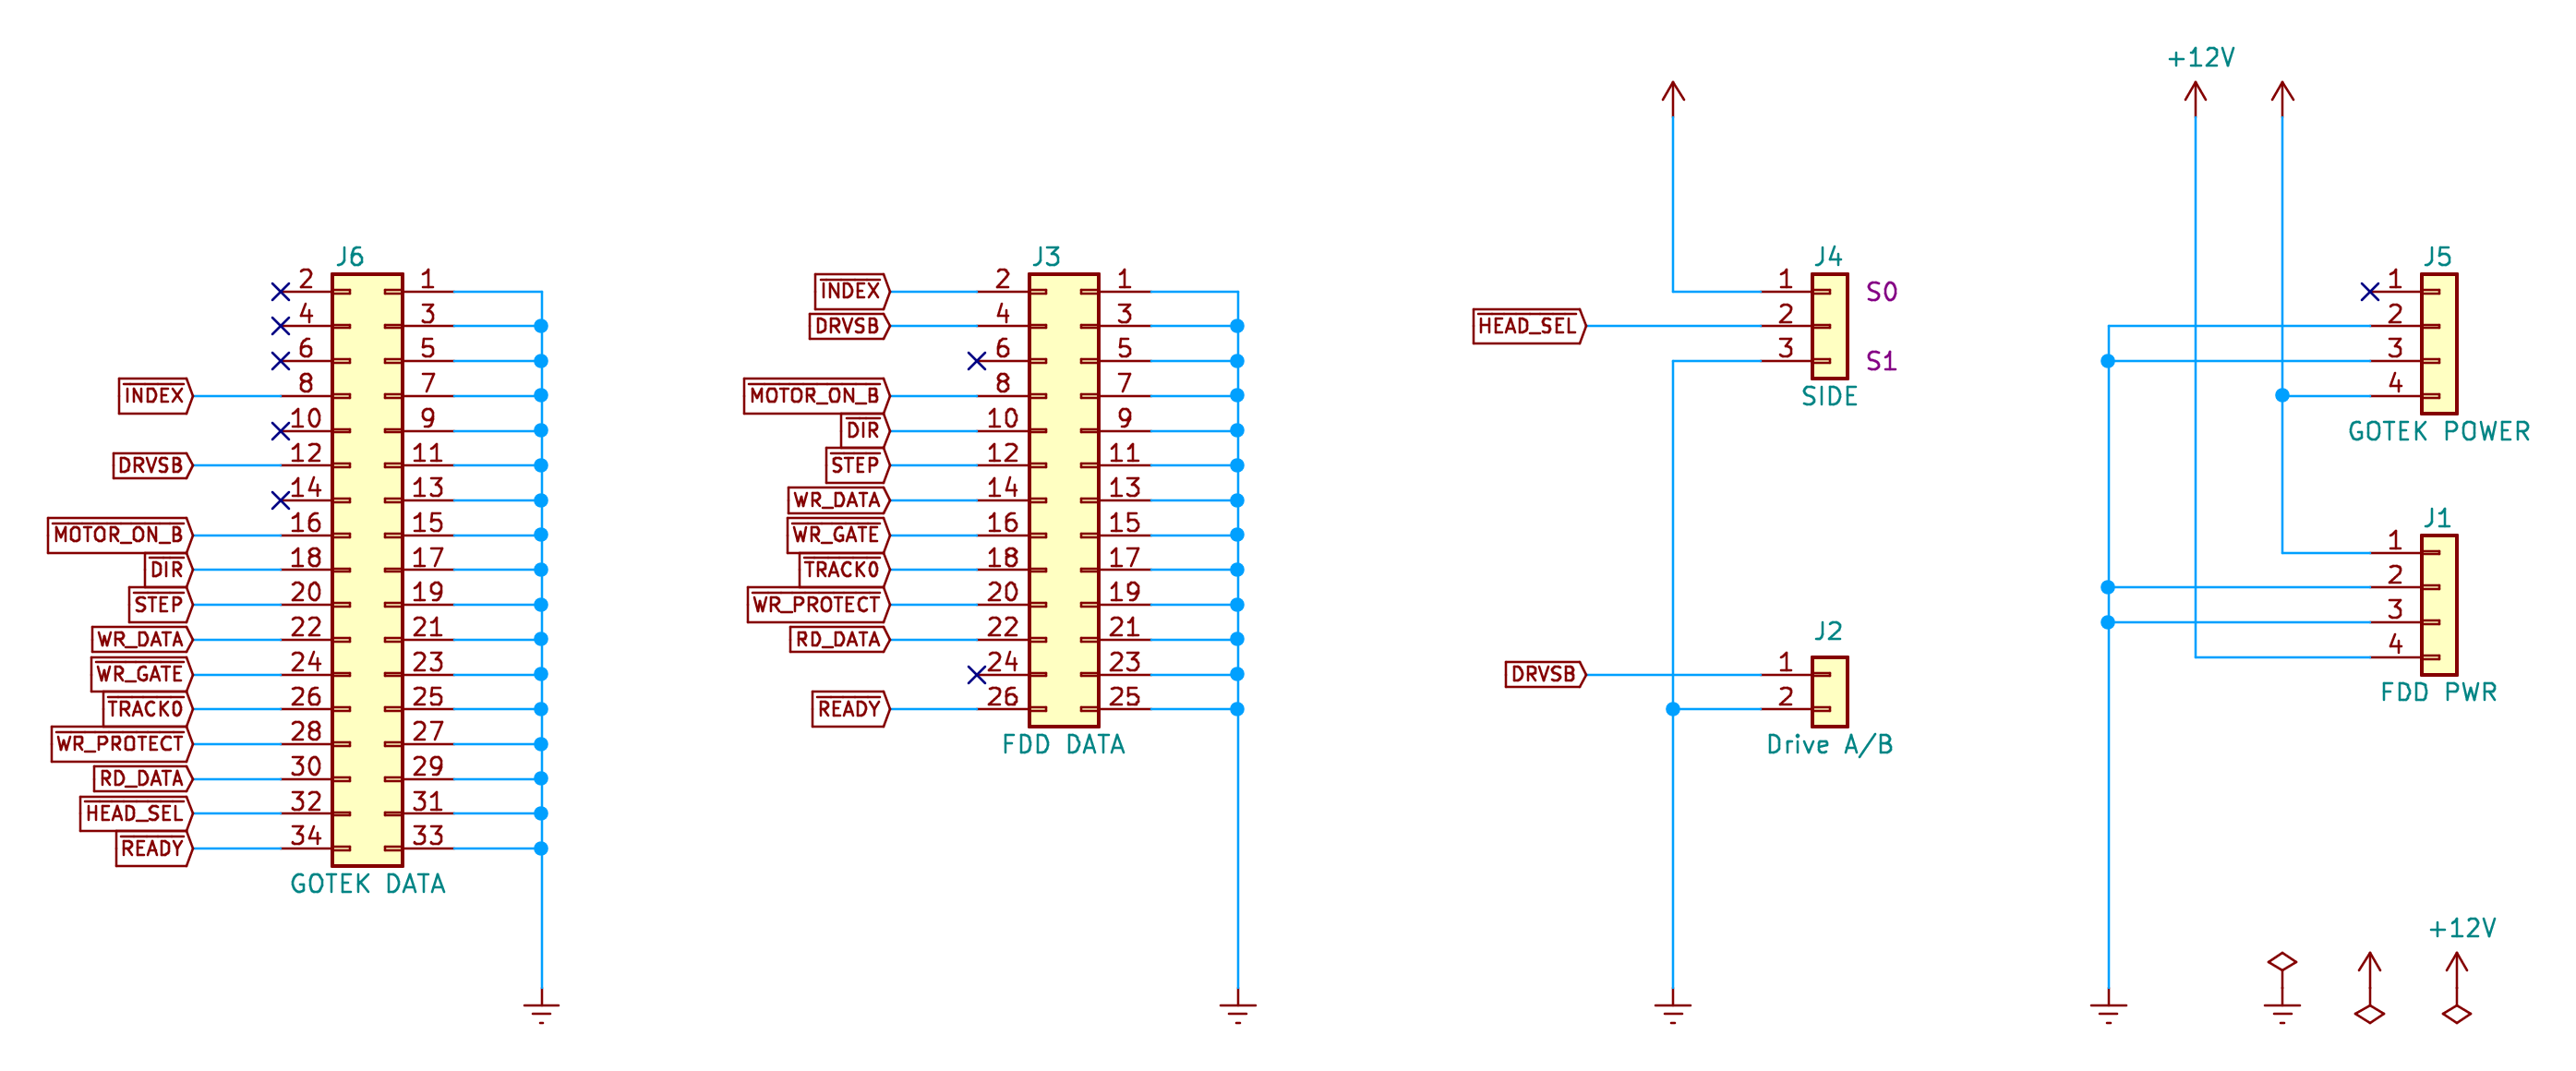 +12V
J6
2 1
4 3
6 5
INDEX 8 7
10 9
DRVSB 12 11
14 13
MOTOR_ON_B 16 15
DIR 18 17
STEP 20 19
WR_DATA 22 21
WR_GATE 24 23
TRACK0 26 25
WR_PROTECT 28 27
RD_DATA 30 29
HEAD_SEL 32 31
READY 34 33
GOTEK DATA
J3
INDEX 2 1
DRVSB 4 3
6 5
MOTOR_ON_B 8 7
DIR 10 9
STEP 12 11
WR_DATA 14 13
WR_GATE 16 15
TRACK0 18 17
WR_PROTECT 20 19
RD_DATA 22 21
24 23
READY 26 25
FDD DATA
J4
1 S0
HEAD_SEL 2
3 S1
SIDE
J2
DRVSB 1
2
Drive A/B
J5
1
2
3
4
GOTEK POWER
J1
1
2
3
4
FDD PWR
+12V